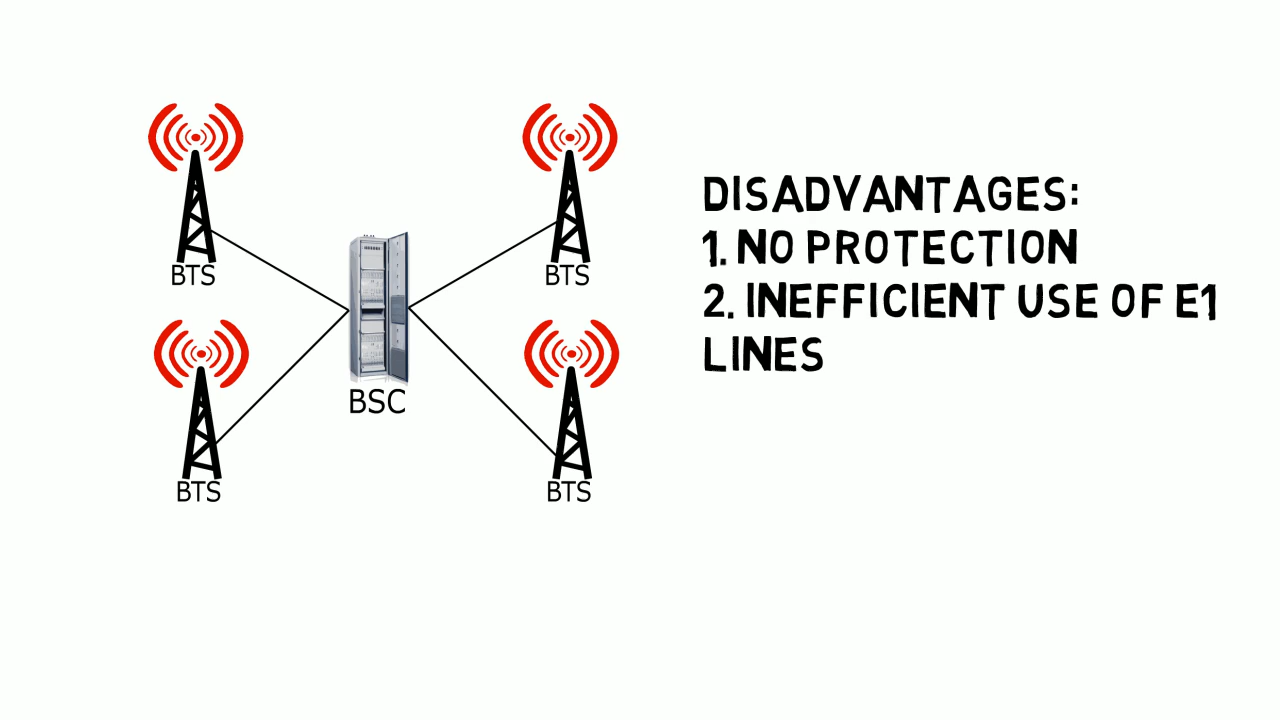 BTS
BTS
BSC
BTS
BTS
DISADVANTAGES:
1. NO PROTECTION
2. INEFFICIENT USE OF E1
LINES